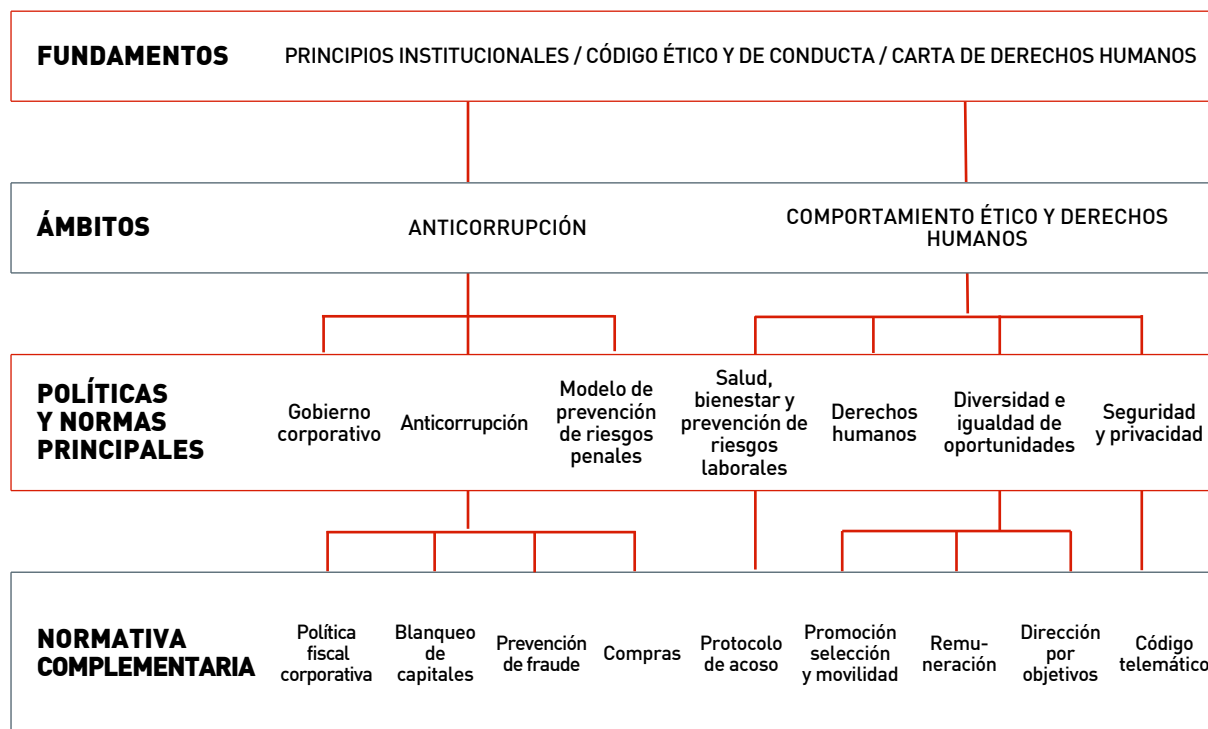 FUNDAMENTOS
PRINCIPIOS INSTITUCIONALES / CÓDIGO ÉTICO Y DE CONDUCTA / CARTA DE DERECHOS HUMANOS
ÁMBITOS
ANTICORRUPCIÓN
COMPORTAMIENTO ÉTICO Y DERECHOS
HUMANOS
POLÍTICAS
Y NORMAS
PRINCIPALES
Gobierno
corporativo
Anticorrupción
Modelo de
prevención
de riesgos
penales
Salud,
bienestar y
prevención de
riesgos
laborales
Derechos
humanos
Diversidad e
igualdad de
oportunidades
Seguridad
y privacidad
NORMATIVA
COMPLEMENTARIA
Política
fiscal
corporativa
Blanqueo
de
capitales
Prevención
de fraude
Compras
Protocolo
de acoso
Promoción
selección
y movilidad
Remu-
neración
Dirección
por
objetivos
Código
telemático